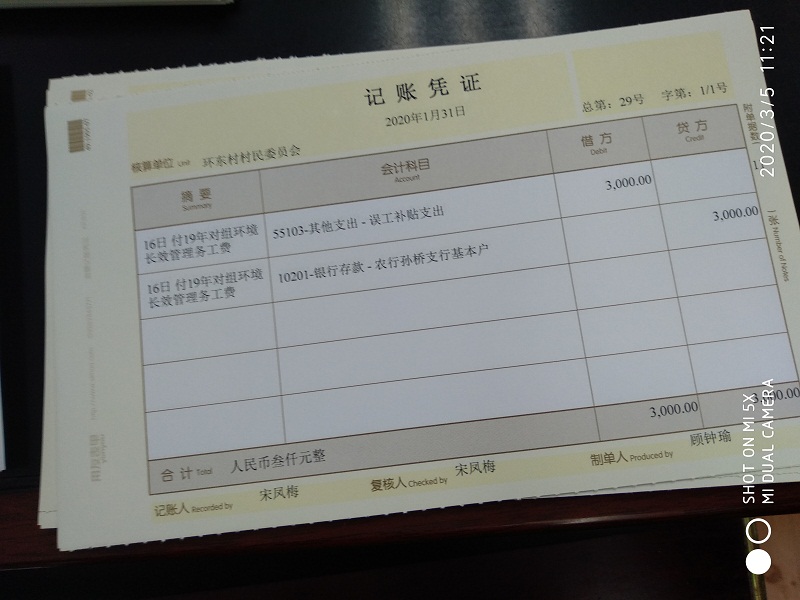 记账凭证
2020年1月31日
总第：29号 字第：1/1号
核算单位 Unit 环东村村民委员会
摘要 会计科目 借方 贷方
Summary Account Debit Credit
16日 付19年对组环境长效管理务工费 55103-其他支出 - 误工补贴支出 3,000.00
16日 付19年对组环境长效管理务工费 10201-银行存款 - 农行孙桥支行基本户 3,000.00
合计 Total 人民币叁仟元整 3,000.00 3,000.00
记账人 Recorded by 宋凤梅 复核人 Checked by 宋凤梅 制单人 Produced by 顾钟瑜
张 Number of Notes
2020/3/5 11:21
SHOT ON MI 5X
MI DUAL CAMERA